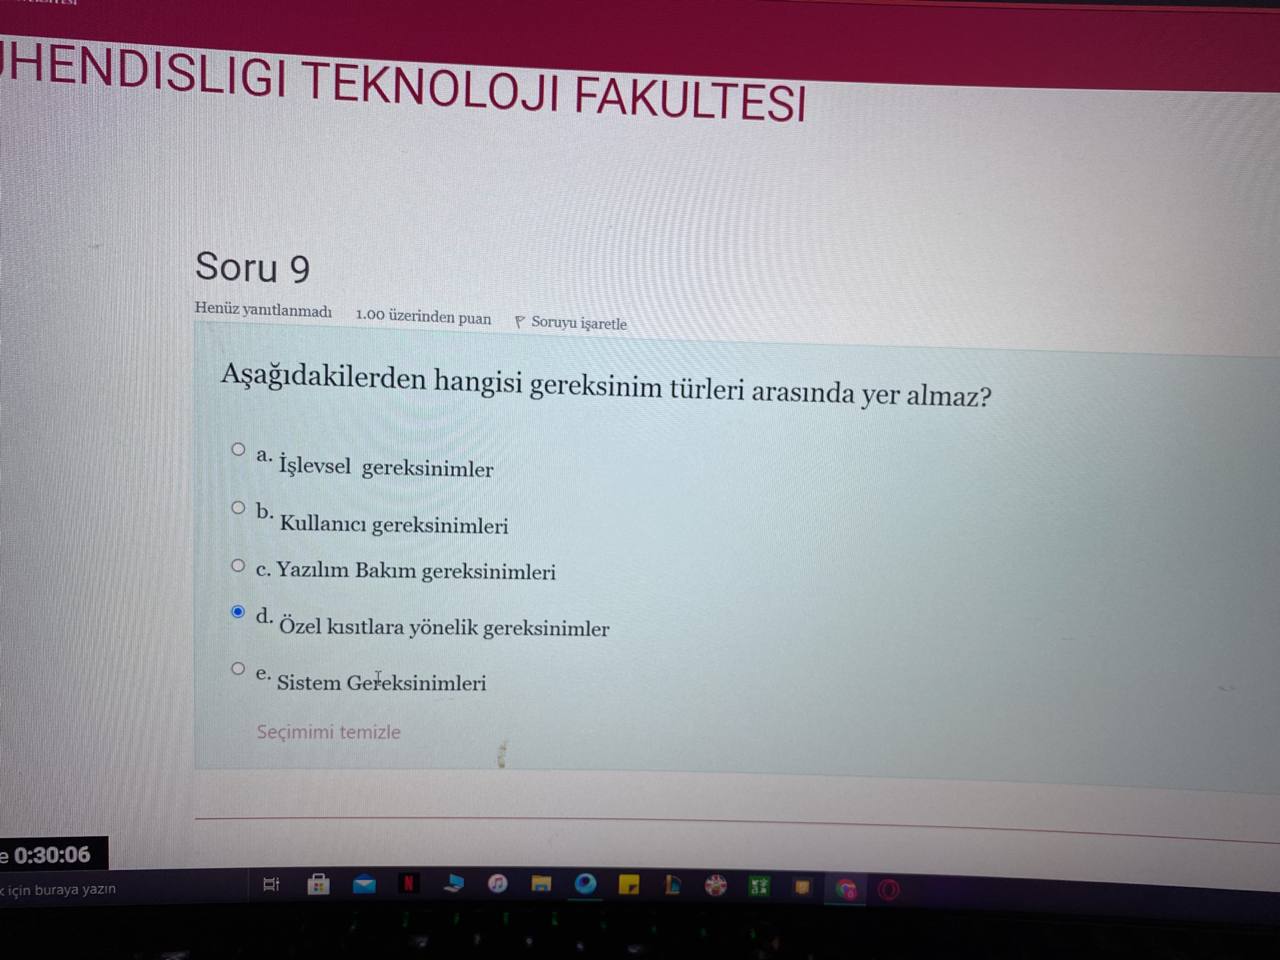 HENDISLIGI TEKNOLOJI FAKULTESI
Soru 9
Henüz yanıtlanmadı 1.00 üzerinden puan Soruyu işaretle
Aşağıdakilerden hangisi gereksinim türleri arasında yer almaz?
a. İşlevsel gereksinimler
b. Kullanıcı gereksinimleri
c. Yazılım Bakım gereksinimleri
d. Özel kısıtlara yönelik gereksinimler
e. Sistem Gereksinimleri
Seçimimi temizle
e 0:30:06
k için buraya yazın